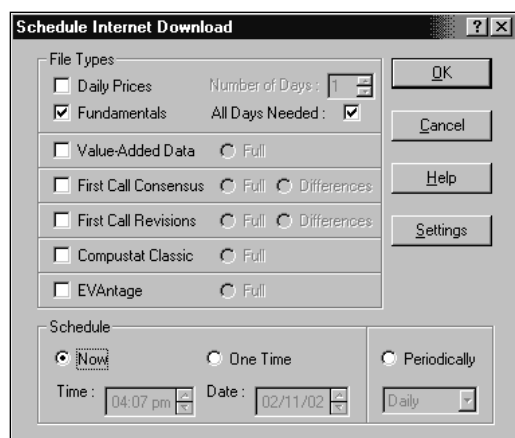 Schedule Internet Download
File Types
Daily Prices Number of Days : 1
Fundamentals All Days Needed :
Value-Added Data Full
First Call Consensus Full Differences
First Call Revisions Full Differences
Compustat Classic Full
EVAntage Full
OK
Cancel
Help
Settings
Schedule
Now One Time Periodically
Time : 04:07 pm Date : 02/11/02 Daily